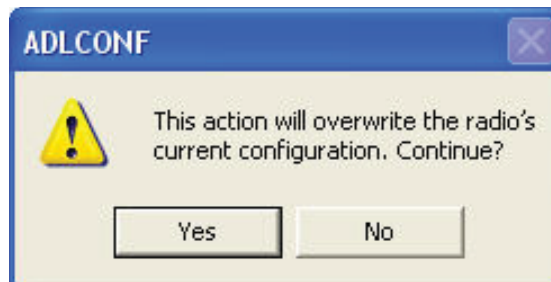 ADLCONF
This action will overwrite the radio's
current configuration. Continue?
Yes
No